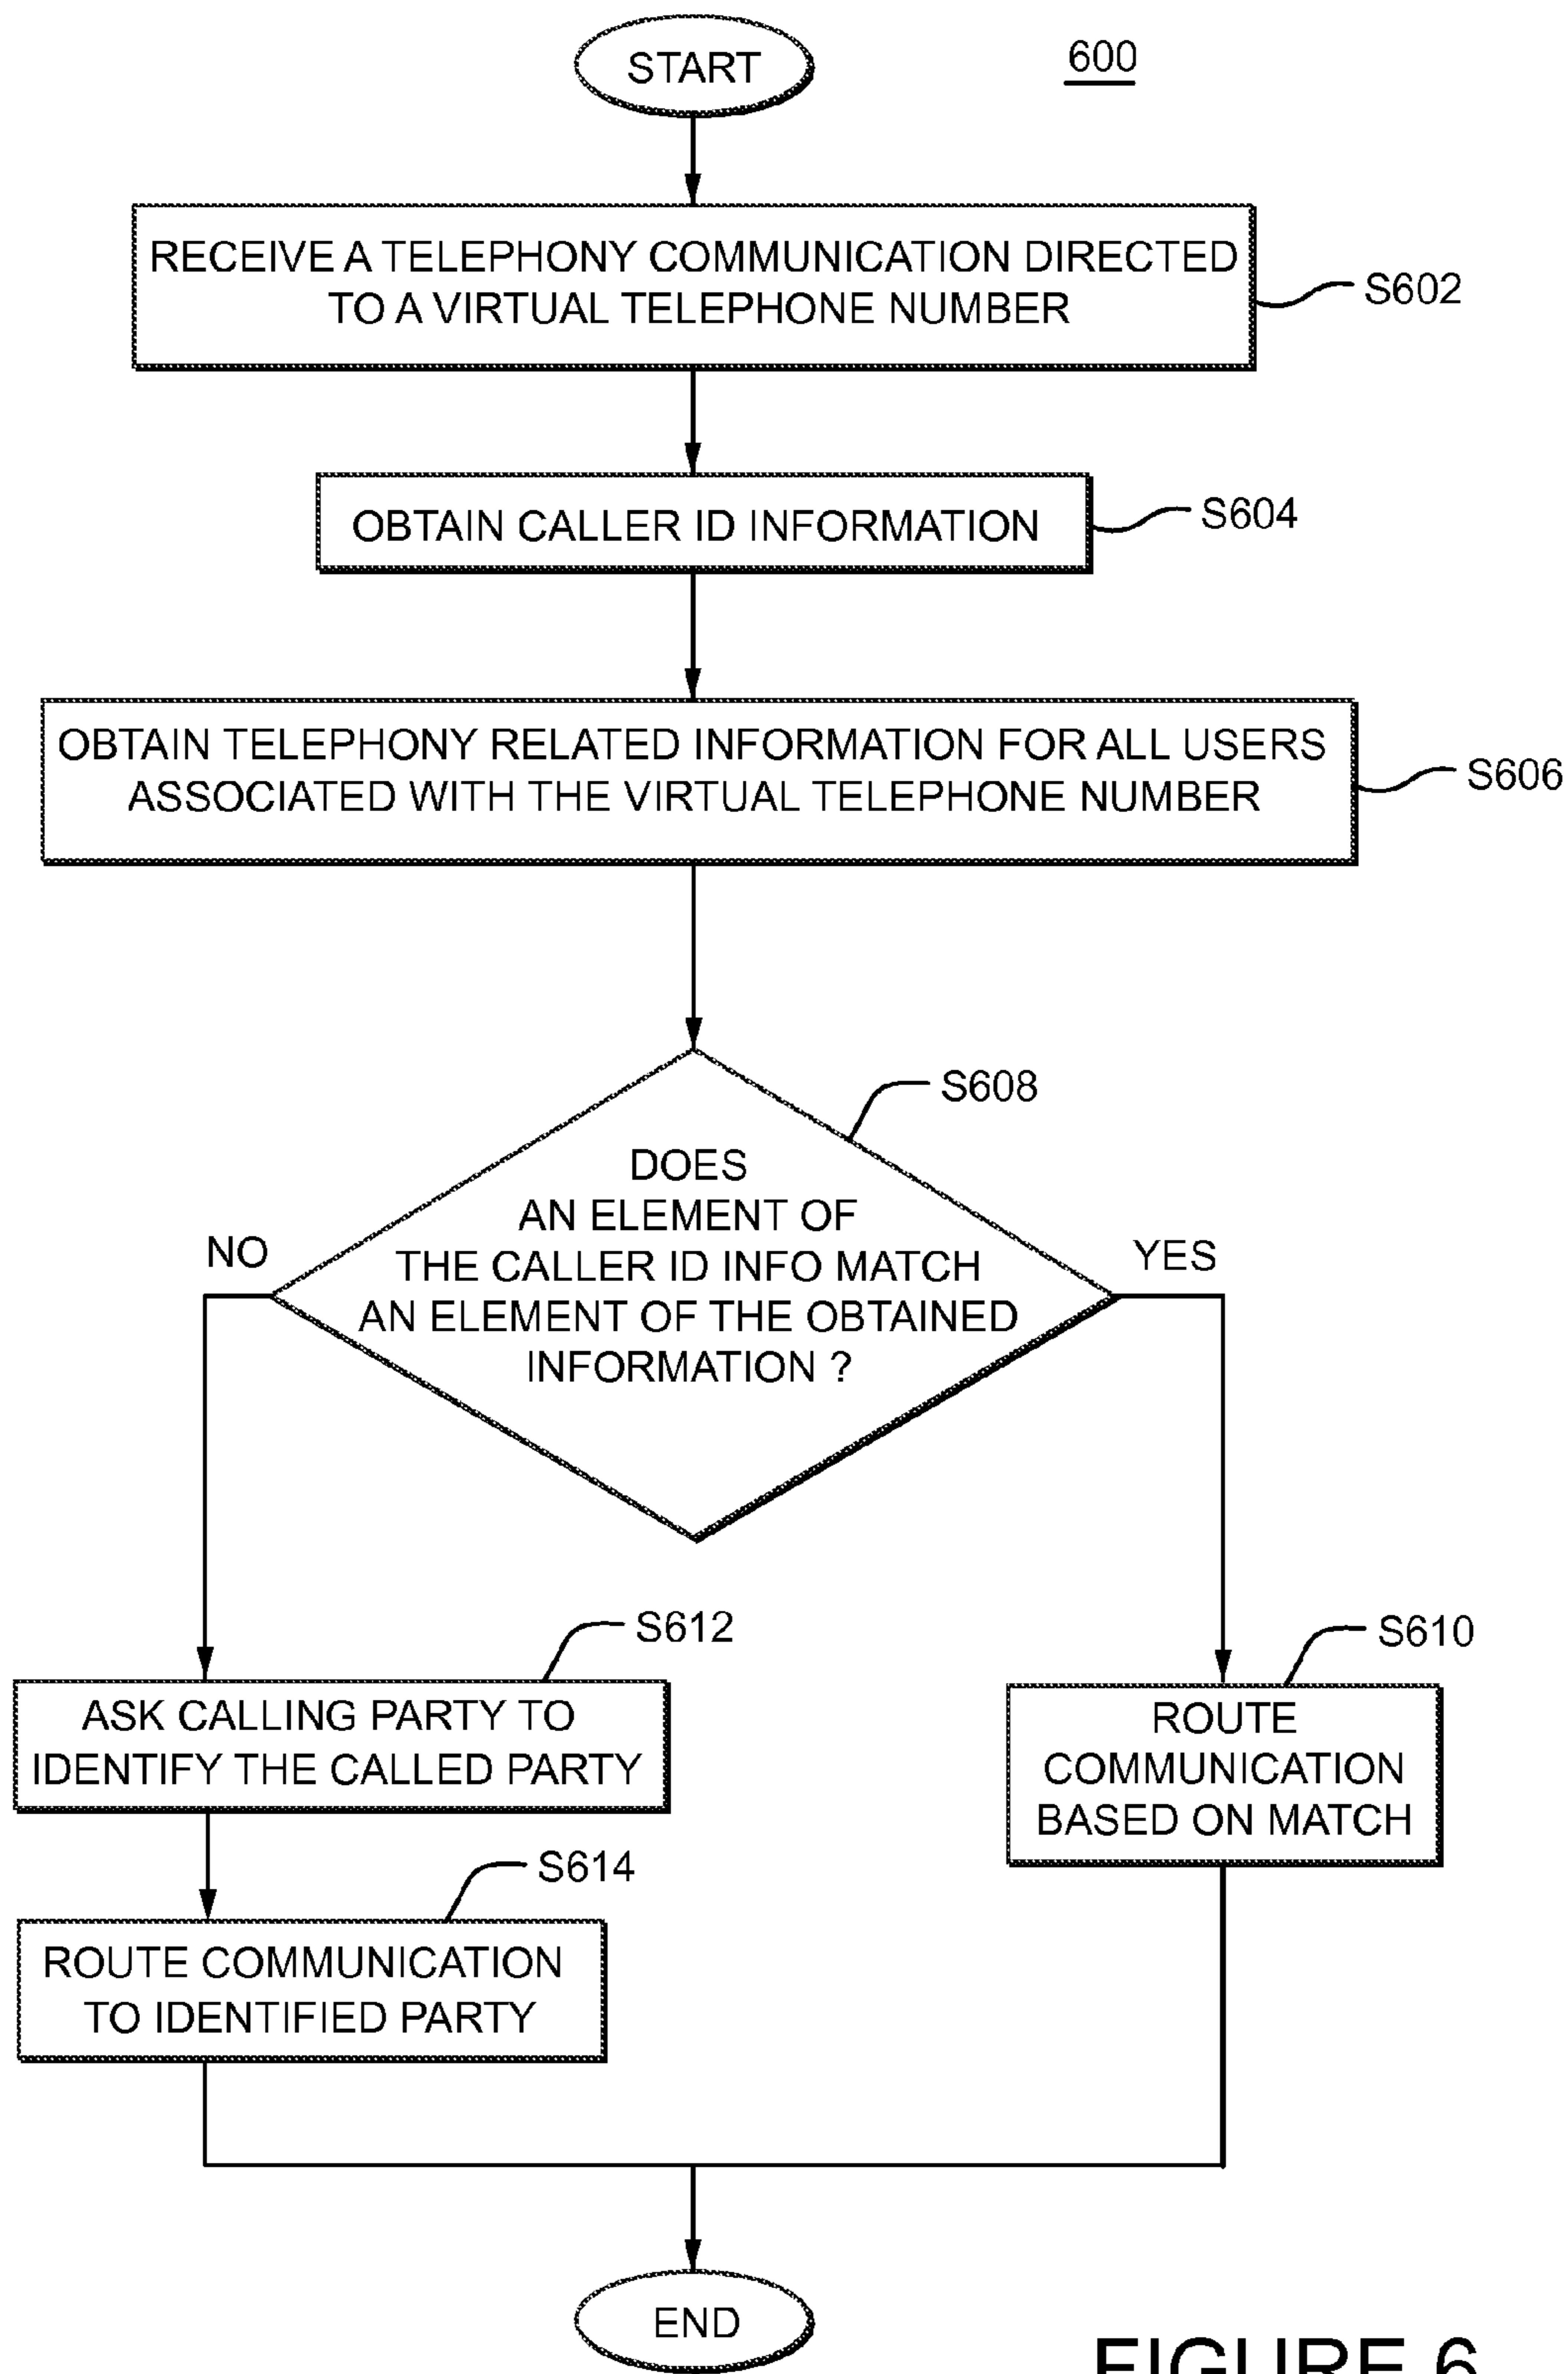 START
600
RECEIVE A TELEPHONY COMMUNICATION DIRECTED
TO A VIRTUAL TELEPHONE NUMBER
S602
OBTAIN CALLER ID INFORMATION
S604
OBTAIN TELEPHONY RELATED INFORMATION FOR ALL USERS
ASSOCIATED WITH THE VIRTUAL TELEPHONE NUMBER
S606
S608
DOES
AN ELEMENT OF
THE CALLER ID INFO MATCH
AN ELEMENT OF THE OBTAINED
INFORMATION ?
NO
YES
S612
ASK CALLING PARTY TO
IDENTIFY THE CALLED PARTY
S610
ROUTE
COMMUNICATION
BASED ON MATCH
S614
ROUTE COMMUNICATION
TO IDENTIFIED PARTY
END
FIGURE 6